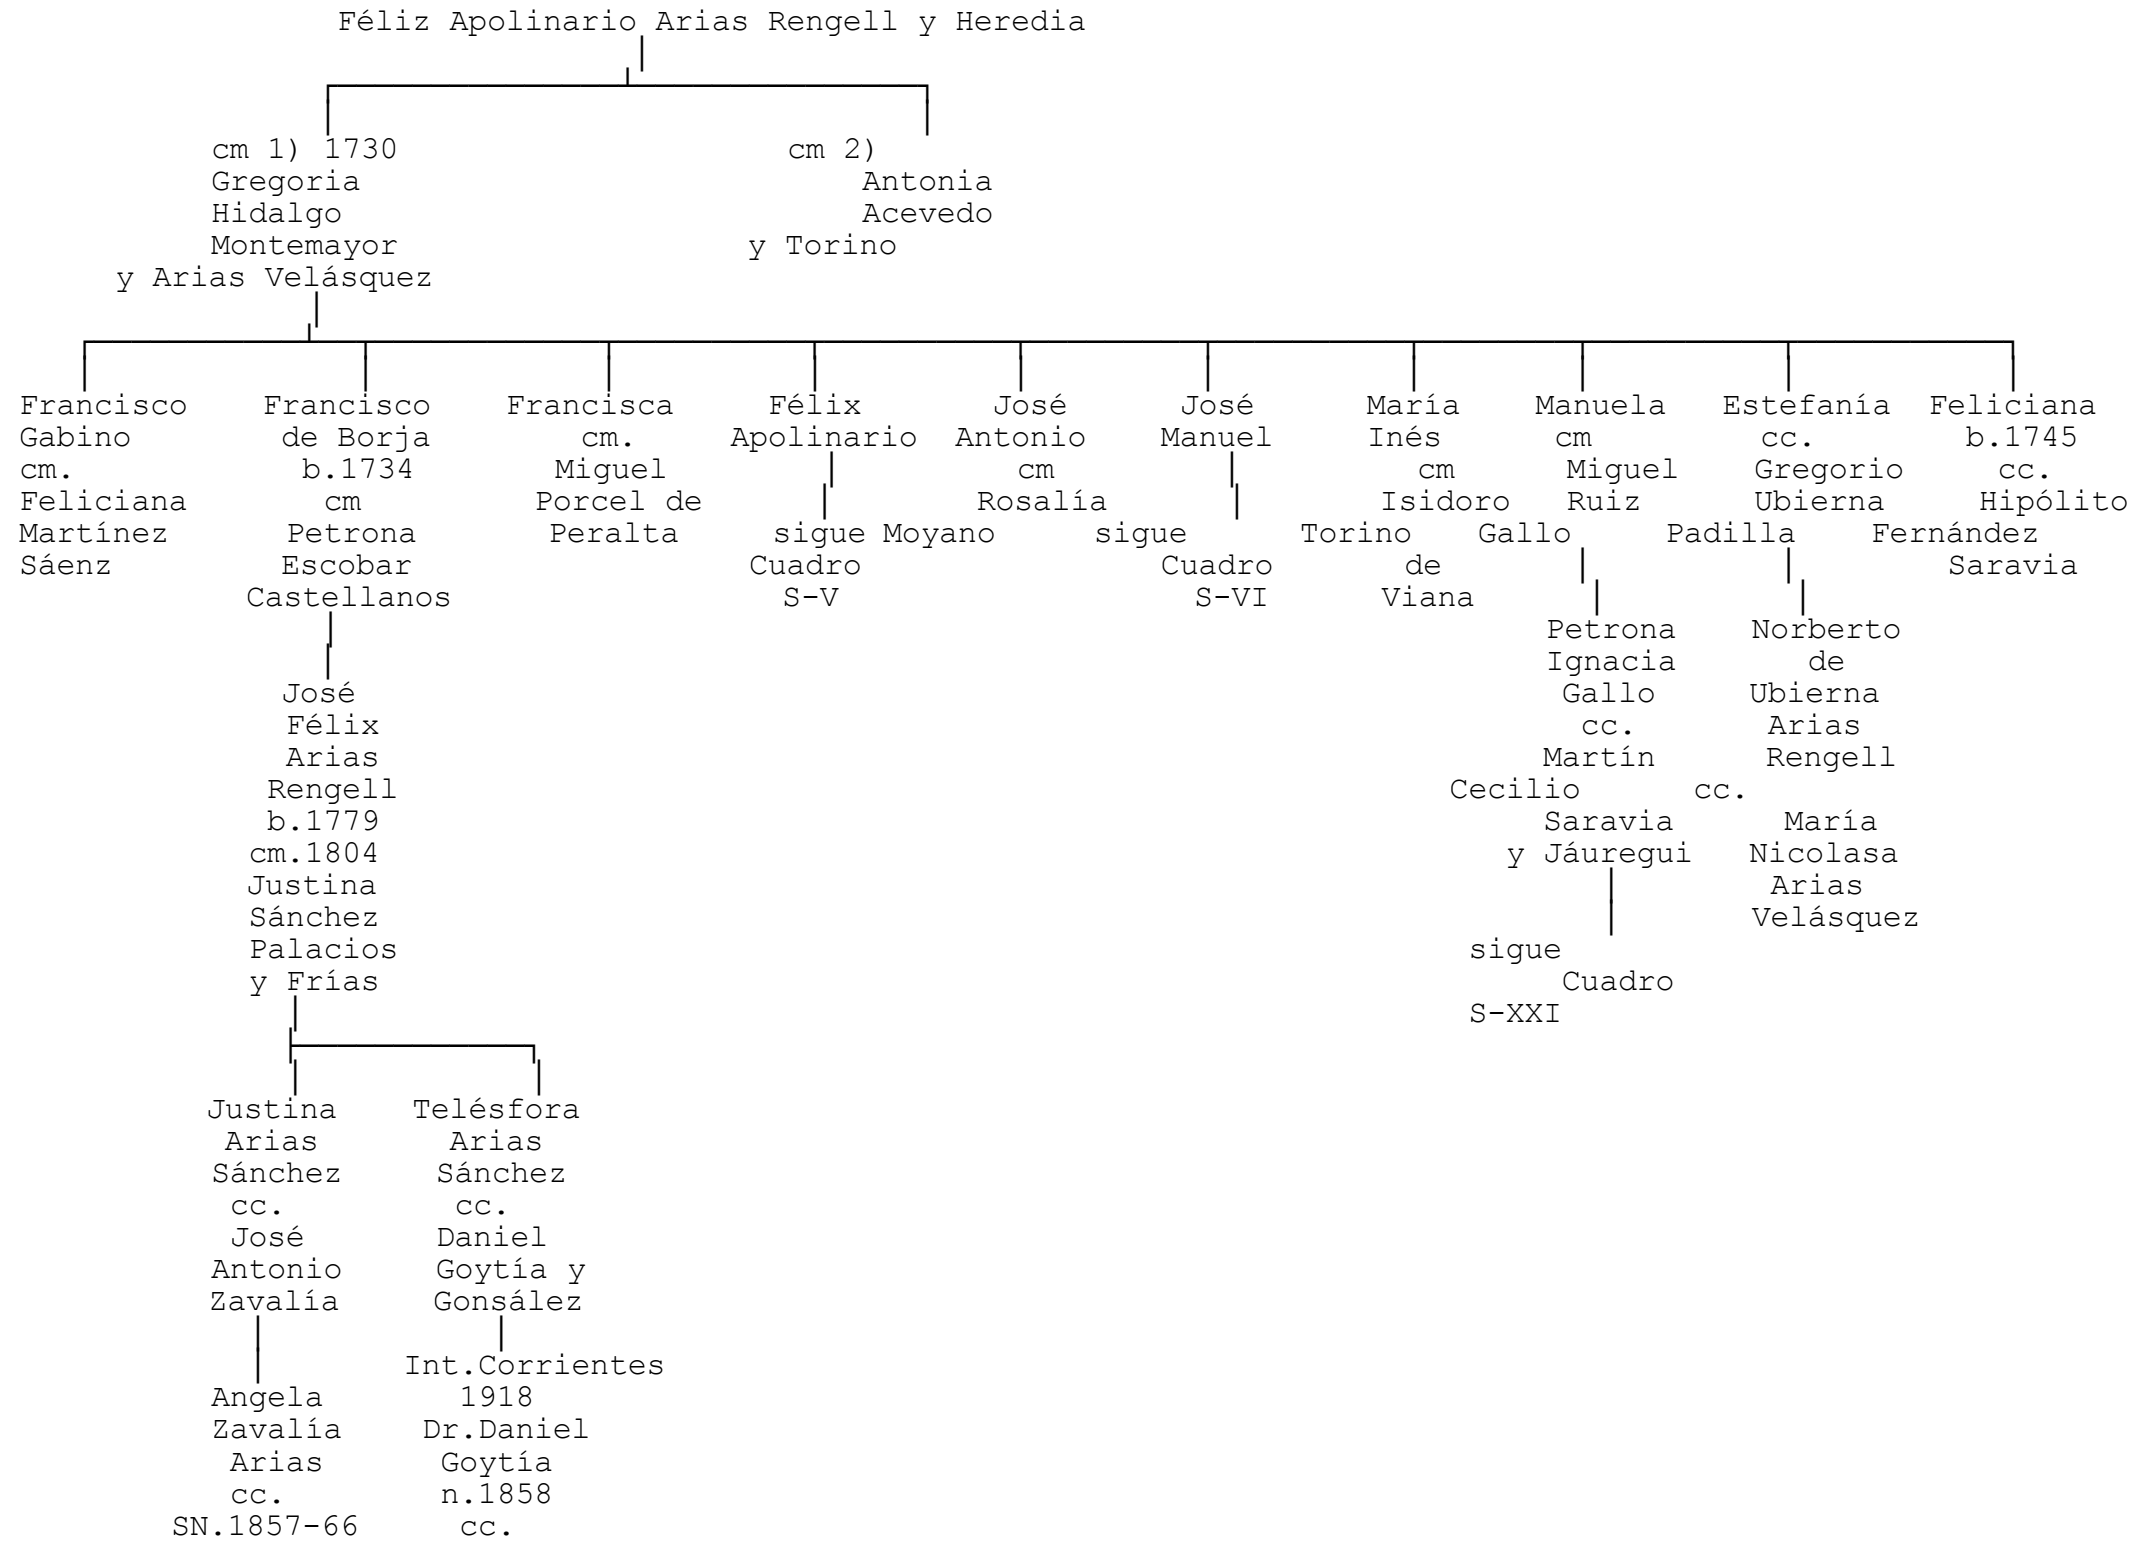 Féliz Apolinario Arias Rengell y Heredia
cm 1) 1730 cm 2)
Gregoria Antonia
Hidalgo Acevedo
Montemayor y Torino
y Arias Velásquez
Francisco Francisco Francisca Félix José José María Manuela Estefanía Feliciana
Gabino de Borja cm. Apolinario Antonio Manuel Inés cm cc. b.1745
cm. b.1734 Miguel cm cm Miguel Gregorio cc.
Feliciana cm Porcel de Rosalía Isidoro Ruiz Ubierna Hipólito
Martínez Petrona Peralta sigue Moyano sigue Torino Gallo Padilla Fernández
Sáenz Escobar Cuadro Cuadro de Saravia
Castellanos S-V S-VI Viana
Petrona Norberto
Ignacia de
José Gallo Ubierna
Félix cc. Arias
Arias Martín Rengell
Rengell Cecilio cc.
b.1779 Saravia María
cm.1804 y Jáuregui Nicolasa
Justina Arias
Sánchez Velásquez
Palacios sigue
y Frías Cuadro
S-XXI
Justina Telésfora
Arias Arias
Sánchez Sánchez
cc. cc.
José Daniel
Antonio Goytía y
Zavalía Gonsález
Int.Corrientes
Angela 1918
Zavalía Dr.Daniel
Arias Goytía
cc. n.1858
SN.1857-66 cc.